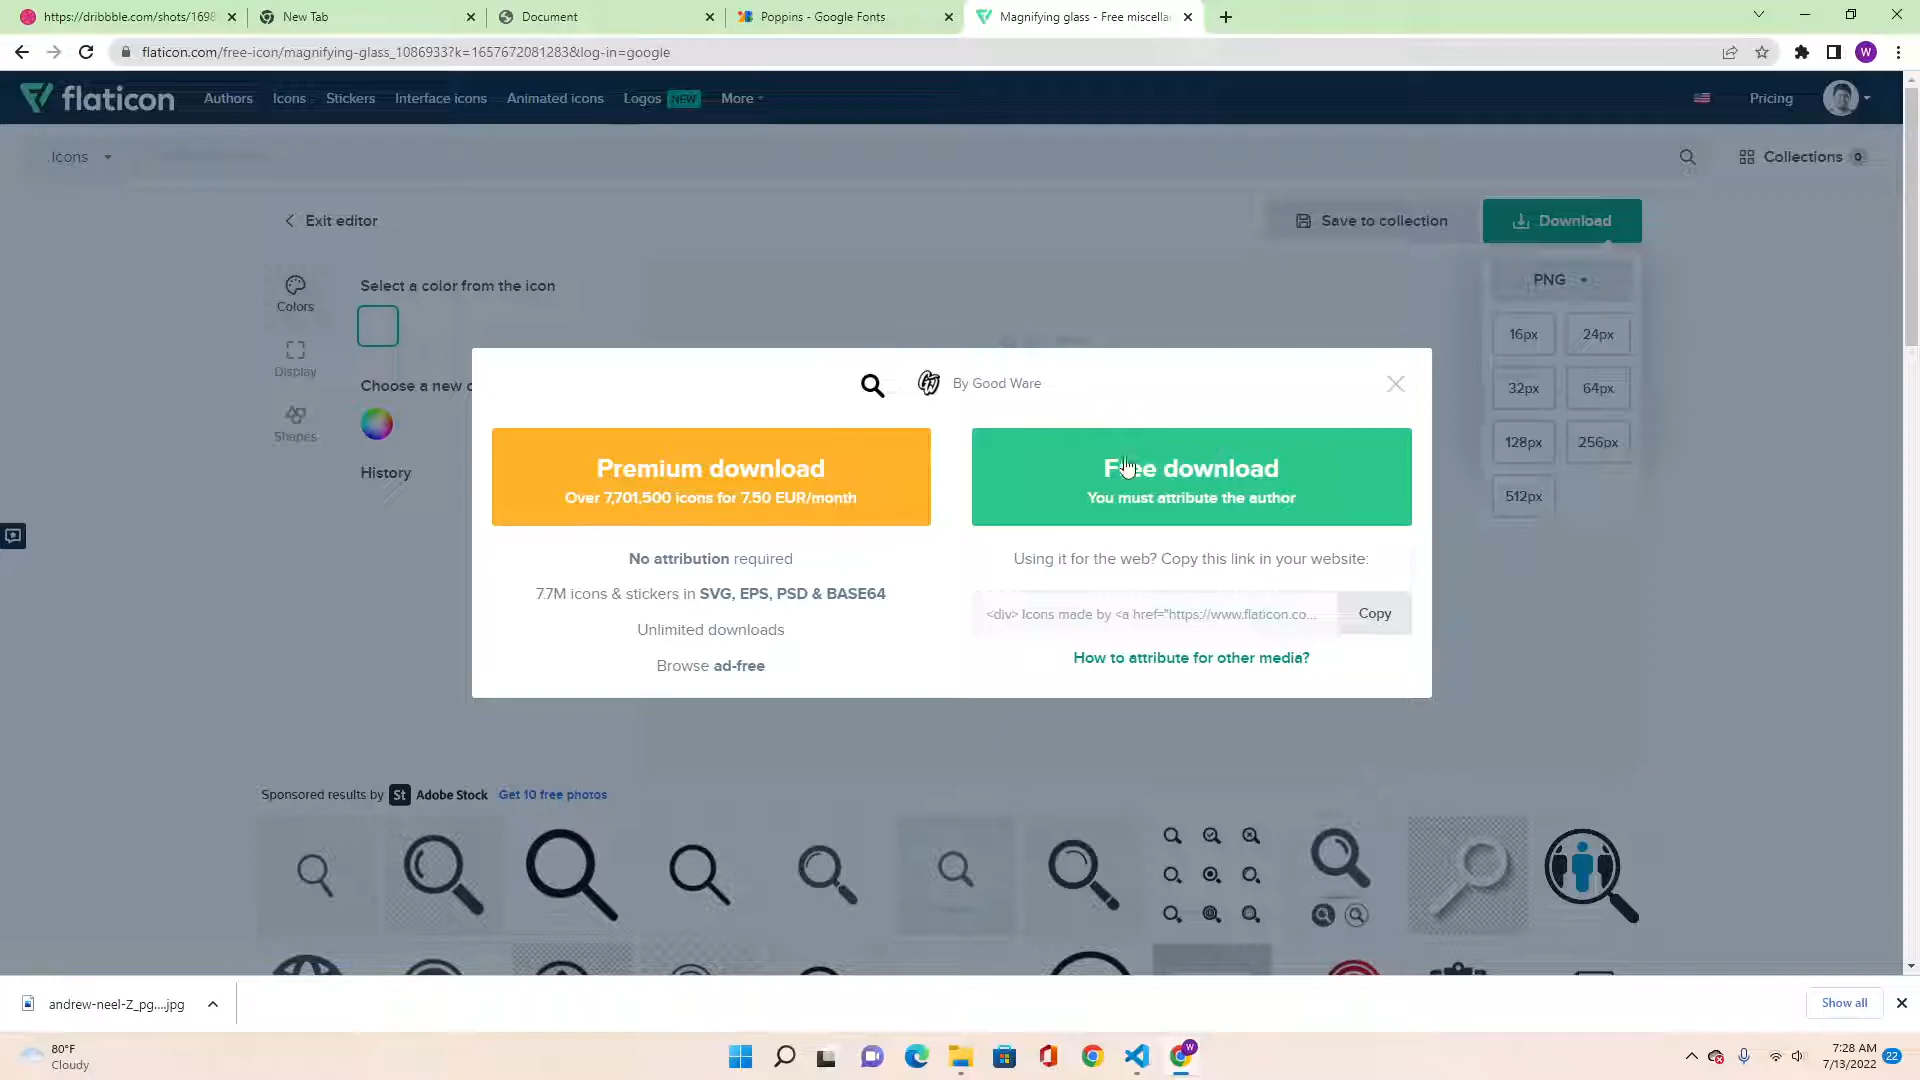 https://dribbble.com/shots/1698
New Tab
Document
Poppins - Google Fonts
Magnifying glass - Free miscella
flaticon.com/free-icon/magnifying-glass_1086933?k=1657672081283&log-in=google
W
flaticon
Authors
Icons
Stickers
Interface icons
Animated icons
Logos NEW
More
Pricing
Icons
Collections 0
Exit editor
Save to collection
Download
Colors
Select a color from the icon
PNG
16px 24px
Display
Choose a new c
32px 64px
Shapes
128px 256px
History
512px
By Good Ware
Premium download
Over 7,701,500 icons for 7.50 EUR/month
No attribution required
7.7M icons & stickers in SVG, EPS, PSD & BASE64
Unlimited downloads
Browse ad-free
Free download
You must attribute the author
Using it for the web? Copy this link in your website:
<div> Icons made by <a href="https://www.flaticon.co...
Copy
How to attribute for other media?
Sponsored results by St Adobe Stock Get 10 free photos
andrew-neel-Z_pg....jpg
Show all
80°F
Cloudy
W
7:28 AM
7/13/2022
22